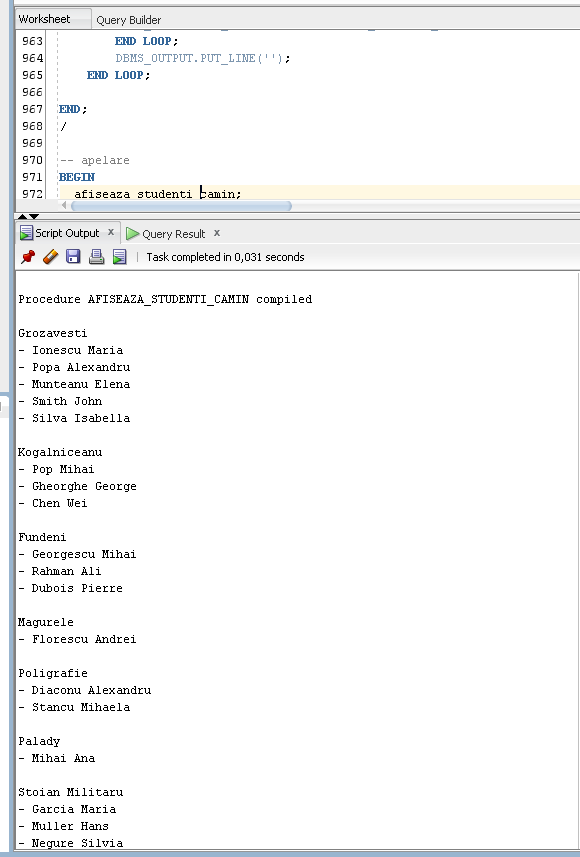 Worksheet Query Builder
963 END LOOP;
964 DBMS_OUTPUT.PUT_LINE('');
965 END LOOP;
966
967 END;
968 /
969
970 -- apelare
971 BEGIN
972 afiseaza_studenti_camin;
Script Output x Query Result x
Task completed in 0,031 seconds
Procedure AFISEAZA_STUDENTI_CAMIN compiled
Grozavesti
- Ionescu Maria
- Popa Alexandru
- Munteanu Elena
- Smith John
- Silva Isabella
Kogalniceanu
- Pop Mihai
- Gheorghe George
- Chen Wei
Fundeni
- Georgescu Mihai
- Rahman Ali
- Dubois Pierre
Magurele
- Florescu Andrei
Poligrafie
- Diaconu Alexandru
- Stancu Mihaela
Palady
- Mihai Ana
Stoian Militaru
- Garcia Maria
- Muller Hans
- Negure Silvia